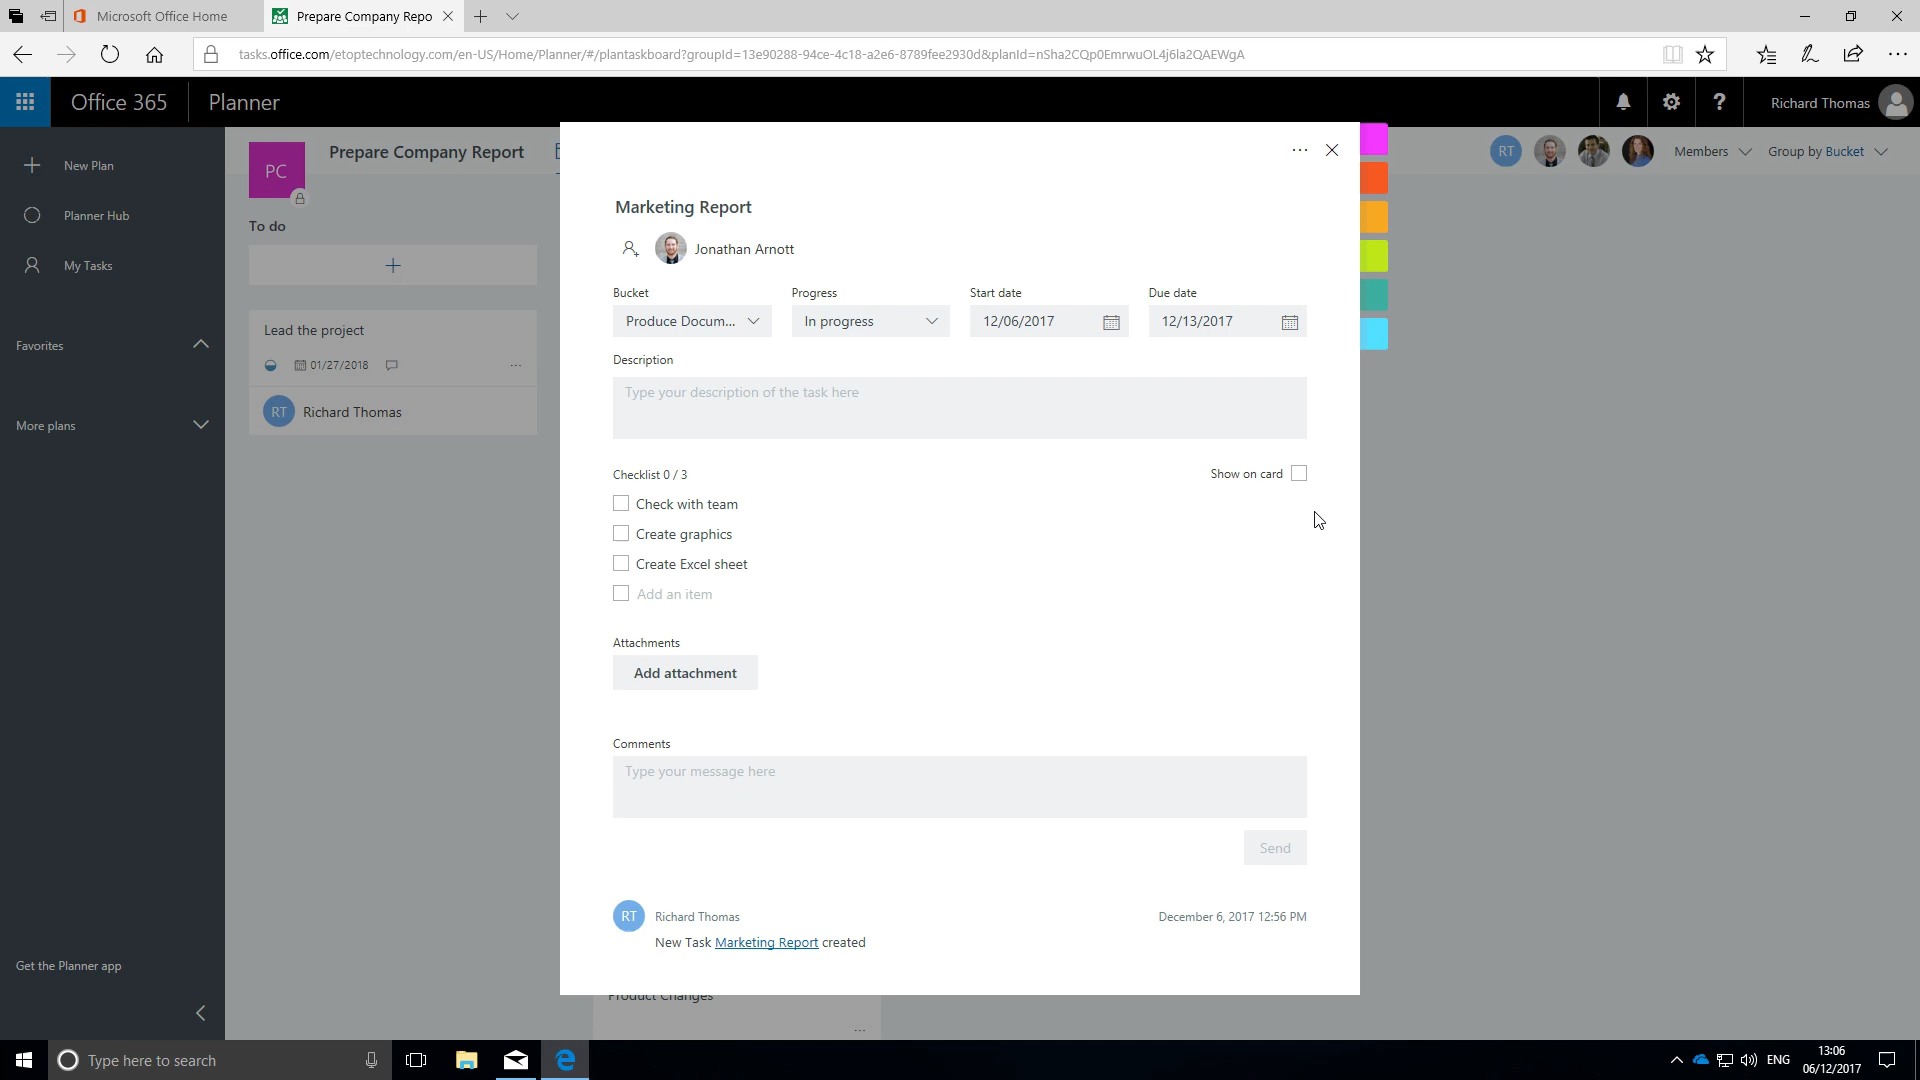 Microsoft Office Home
Prepare Company Repo
tasks.office.com/etoptechnology.com/en-US/Home/Planner/#/plantaskboard?groupId=13e90288-94ce-4c18-a2e6-8789fee2930d&planId=nSha2CQp0EmrwuOL4j6la2QAEWgA
Office 365
Planner
?
Richard Thomas
New Plan
Planner Hub
My Tasks
Favorites
More plans
Get the Planner app
PC
Prepare Company Report
RT
Members
Group by Bucket
To do
Lead the project
01/27/2018
RT
Richard Thomas
Marketing Report
Jonathan Arnott
Bucket
Progress
Start date
Due date
Produce Docum...
In progress
12/06/2017
12/13/2017
Description
Type your description of the task here
Checklist 0 / 3
Show on card
Check with team
Create graphics
Create Excel sheet
Add an item
Attachments
Add attachment
Comments
Type your message here
Send
RT
Richard Thomas
December 6, 2017 12:56 PM
New Task Marketing Report created
Product Changes
Type here to search
ENG
13:06
06/12/2017